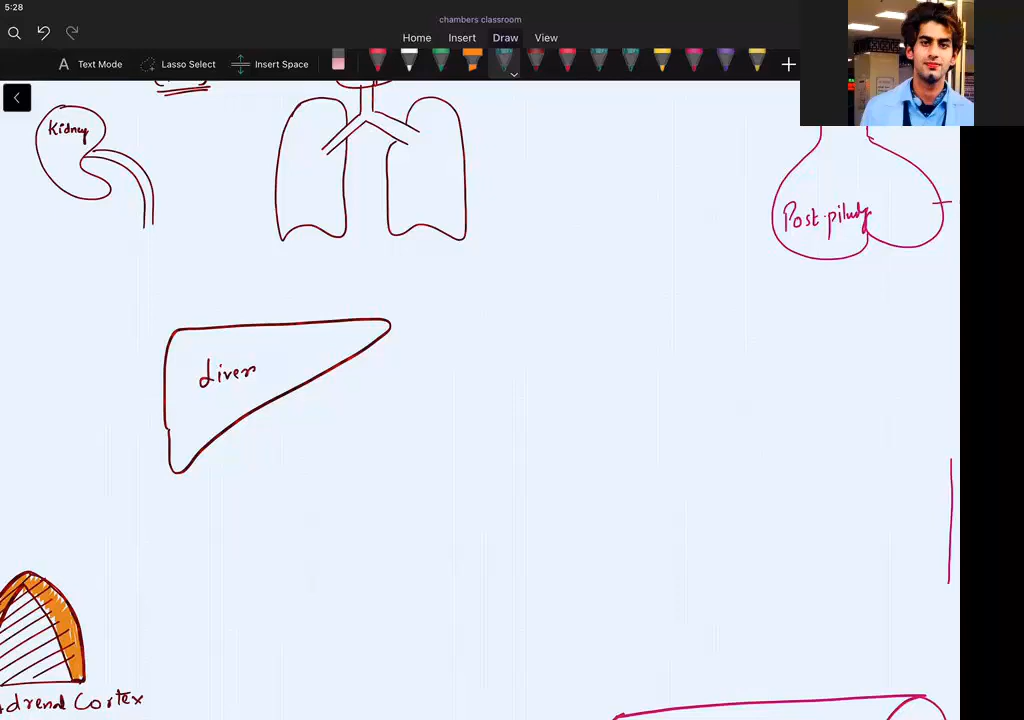 5:28
chambers classroom
Home Insert Draw View
Text Mode Lasso Select Insert Space
Kidney
Post.pitudy
Liver
Adrenal Cortex